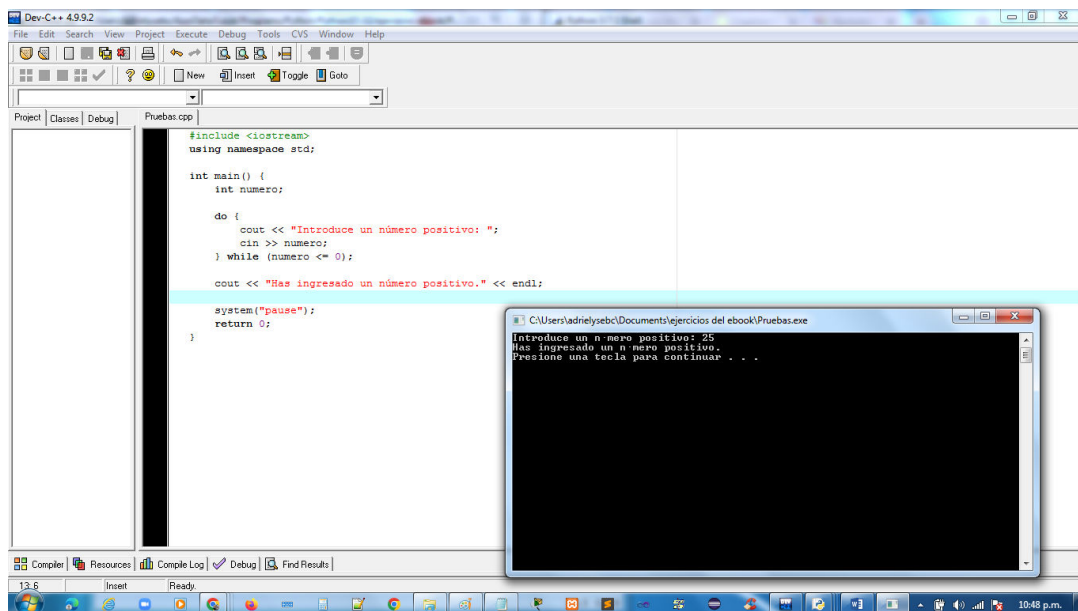 Dev-C++ 4.9.9.2
File Edit Search View Project Execute Debug Tools CVS Window Help
New Insert Toggle Goto
Project Classes Debug Pruebas.cpp
#include <iostream>
using namespace std;
int main() {
int numero;
do {
cout << "Introduce un número positivo: ";
cin >> numero;
} while (numero <= 0);
cout << "Has ingresado un número positivo." << endl;
system("pause");
return 0;
}
C:\Users\adrielysebc\Documents\ejercicios del ebook\Pruebas.exe
Introduce un n·mero positivo: 25
Has ingresado un n·mero positivo.
Presione una tecla para continuar . . .
Compiler Resources Compile Log Debug Find Results
13: 6 Insert Ready.
10:48 p.m.